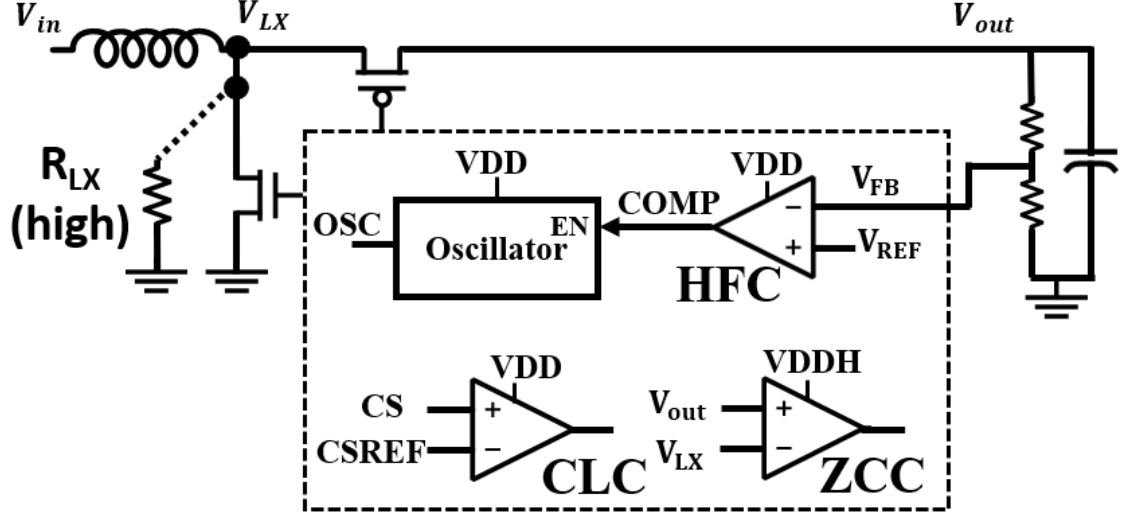 Vin
VLX
Vout
RLX
(high)
VDD
VDD
VFB
COMP
EN
OSC
Oscillator
−
+
VREF
HFC
VDD
VDDH
CS
+
CSREF
−
CLC
Vout
+
VLX
−
ZCC